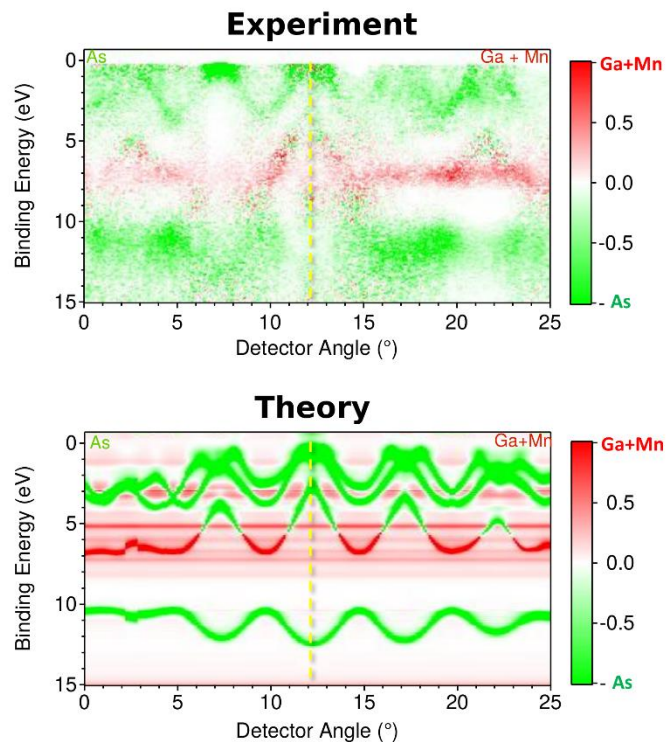 Experiment
As
Ga + Mn
Ga+Mn
0
5
10
15
Binding Energy (eV)
0.5
0.0
-0.5
As
0 5 10 15 20 25
Detector Angle (°)
Theory
As
Ga+Mn
Ga+Mn
0
5
10
15
Binding Energy (eV)
0.5
0.0
-0.5
As
0 5 10 15 20 25
Detector Angle (°)